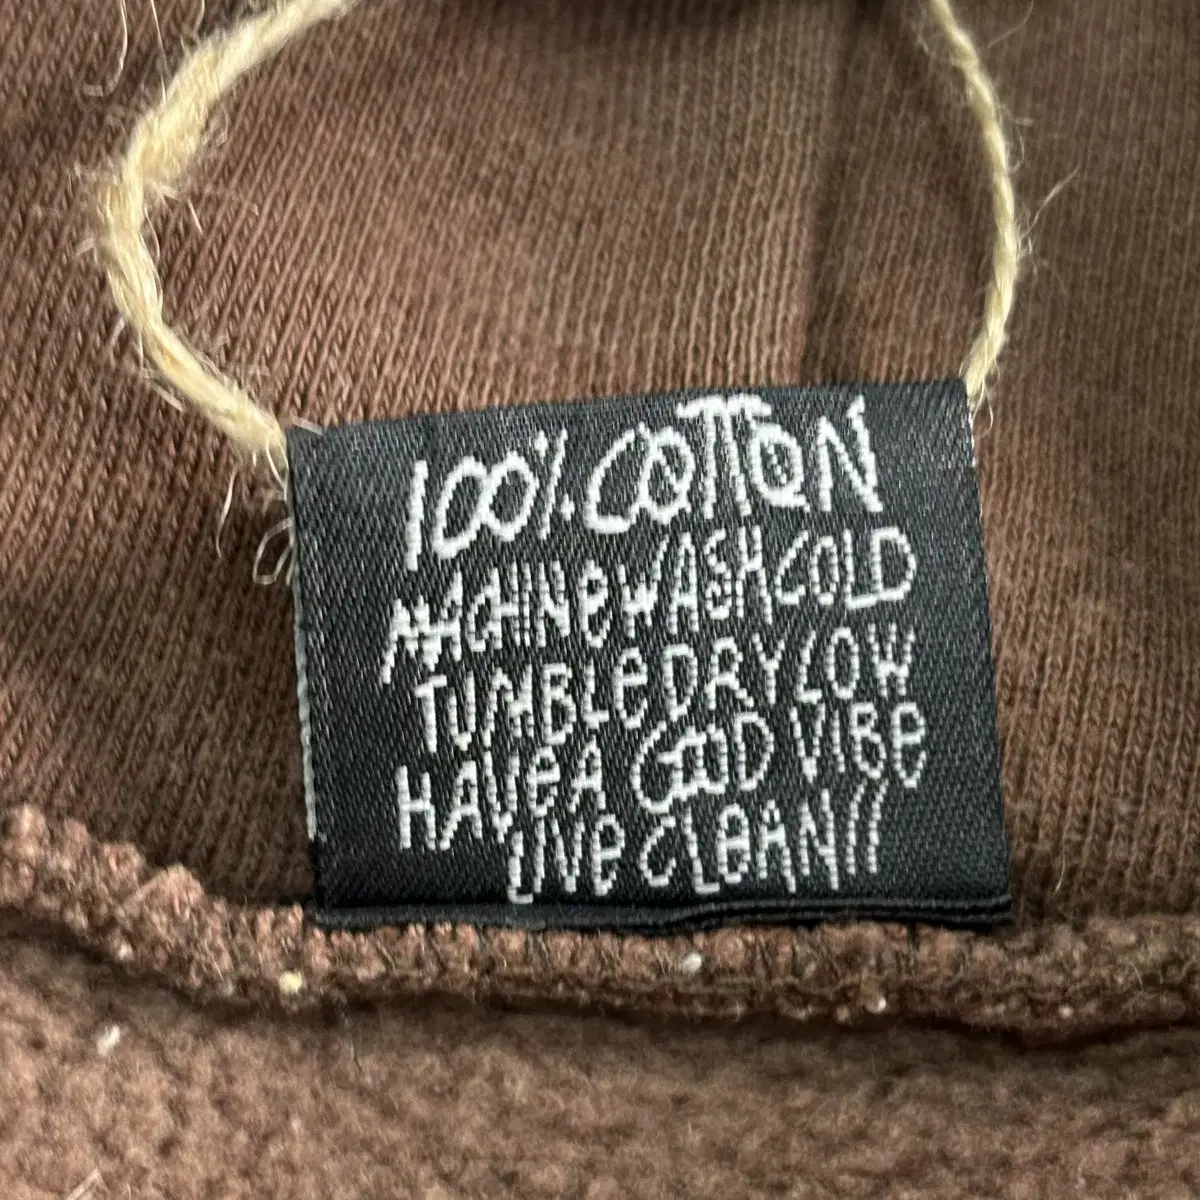 100% COTTON
MACHINe WASH COLD
TUMBLe DRY LOW
HAVe A GOOD VIBe
LIVe CLeAN//